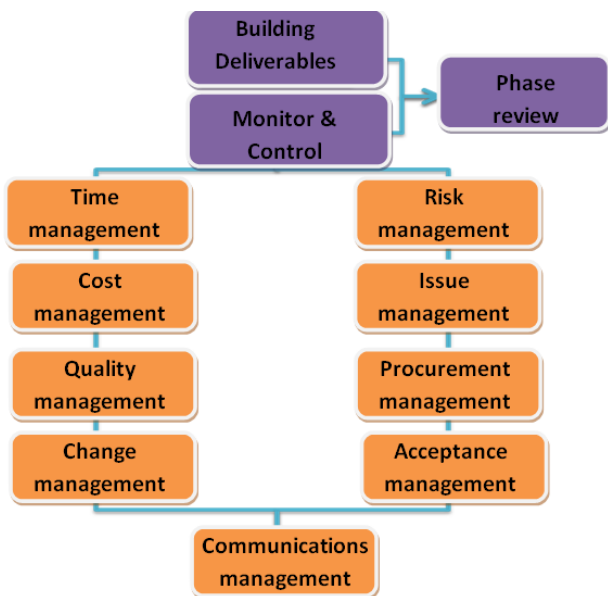 Building
Deliverables
Phase
review
Monitor &
Control
Time
management
Risk
management
Cost
management
Issue
management
Quality
management
Procurement
management
Change
management
Acceptance
management
Communications
management